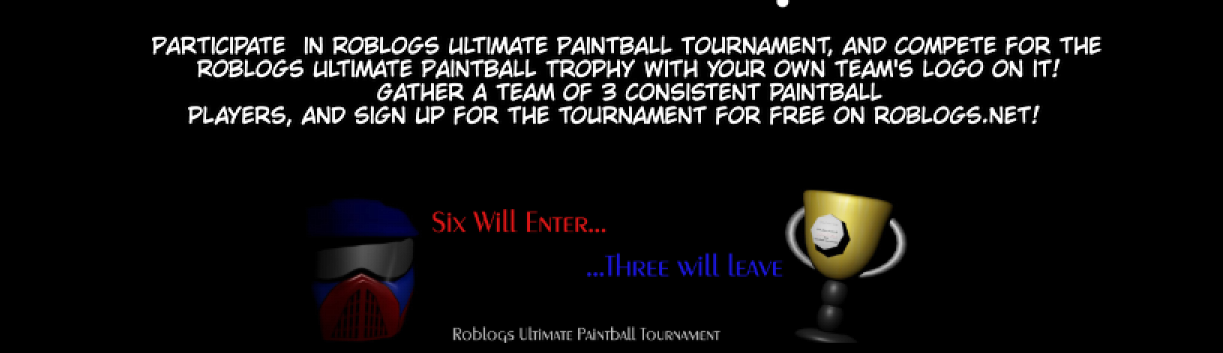 PARTICIPATE IN ROBLOGS ULTIMATE PAINTBALL TOURNAMENT, AND COMPETE FOR THE
ROBLOGS ULTIMATE PAINTBALL TROPHY WITH YOUR OWN TEAM'S LOGO ON IT!
GATHER A TEAM OF 3 CONSISTENT PAINTBALL
PLAYERS, AND SIGN UP FOR THE TOURNAMENT FOR FREE ON ROBLOGS.NET!
Six Will Enter...
...Three will leave
Roblogs Ultimate Paintball Tournament